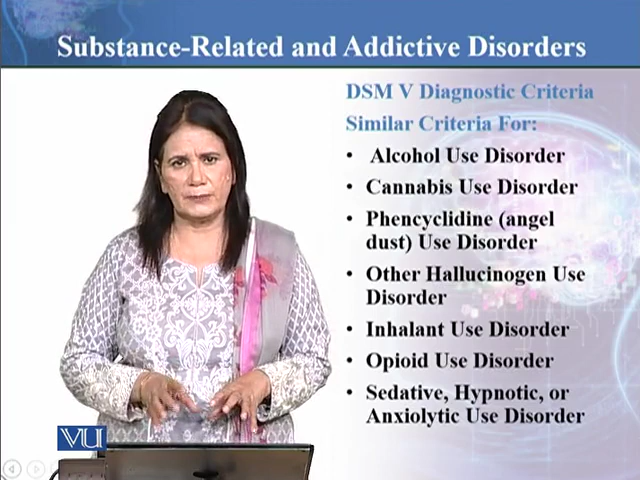 Substance-Related and Addictive Disorders
DSM V Diagnostic Criteria
Similar Criteria For:
• Alcohol Use Disorder
• Cannabis Use Disorder
• Phencyclidine (angel
dust) Use Disorder
• Other Hallucinogen Use
Disorder
• Inhalant Use Disorder
• Opioid Use Disorder
• Sedative, Hypnotic, or
Anxiolytic Use Disorder
VU